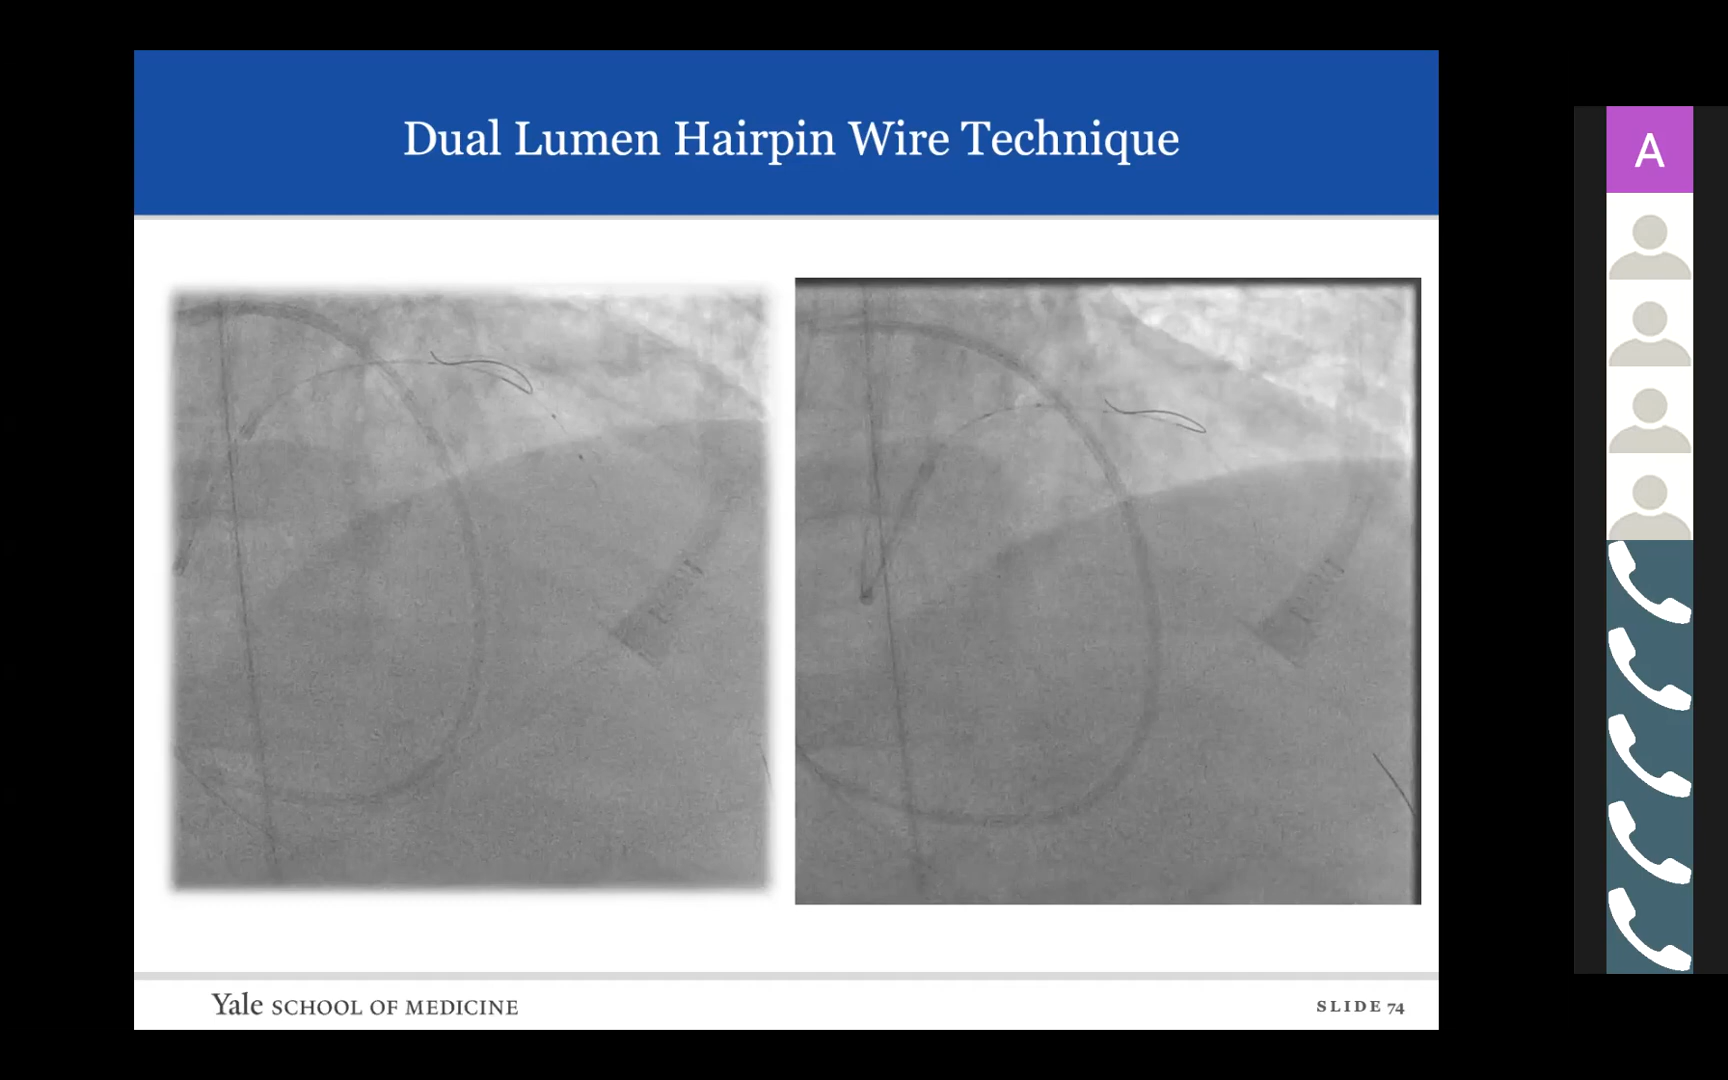 Dual Lumen Hairpin Wire Technique
A
Yale SCHOOL OF MEDICINE
SLIDE 74